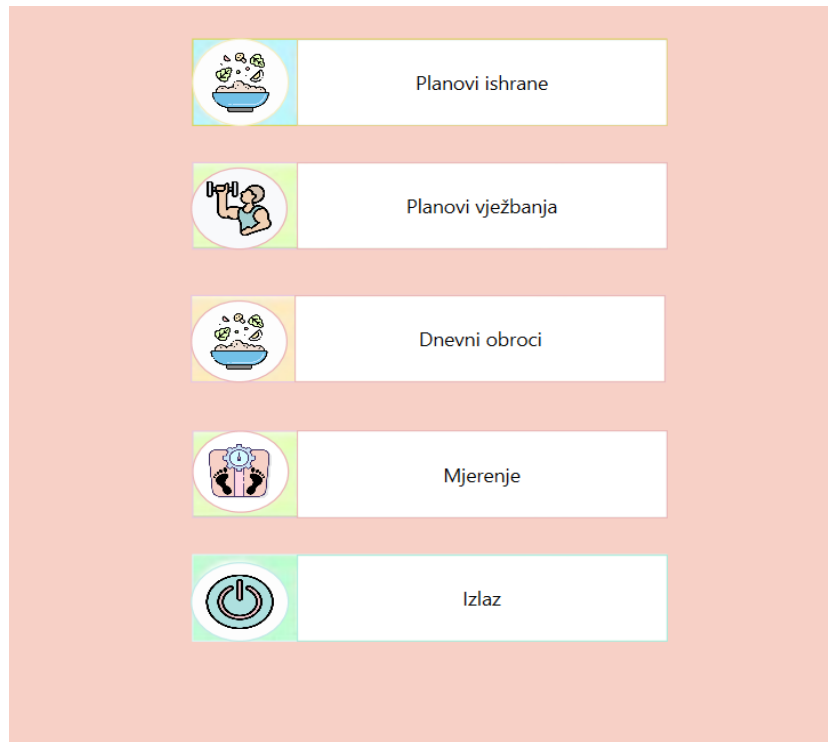 Planovi ishrane
Planovi vježbanja
Dnevni obroci
Mjerenje
Izlaz